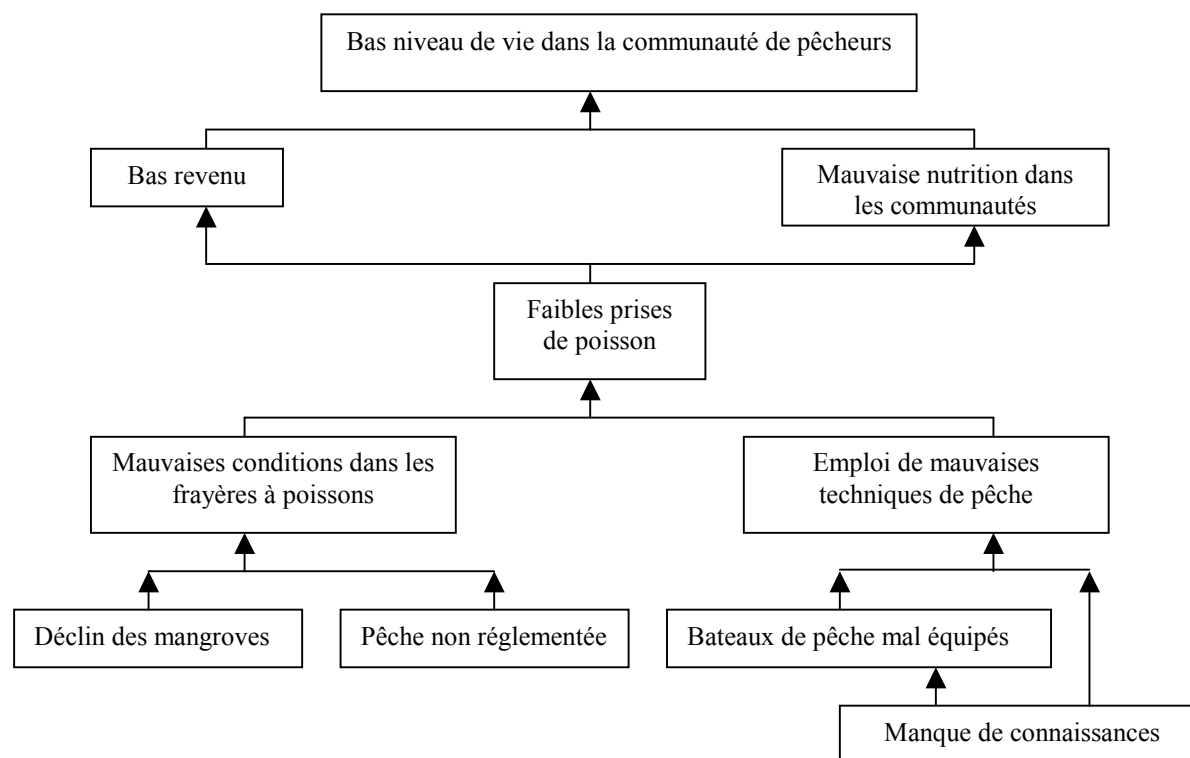 Bas niveau de vie dans la communauté de pêcheurs
Bas revenu
Mauvaise nutrition dans
les communautés
Faibles prises
de poisson
Mauvaises conditions dans les
frayères à poissons
Emploi de mauvaises
techniques de pêche
Déclin des mangroves
Pêche non réglementée
Bateaux de pêche mal équipés
Manque de connaissances